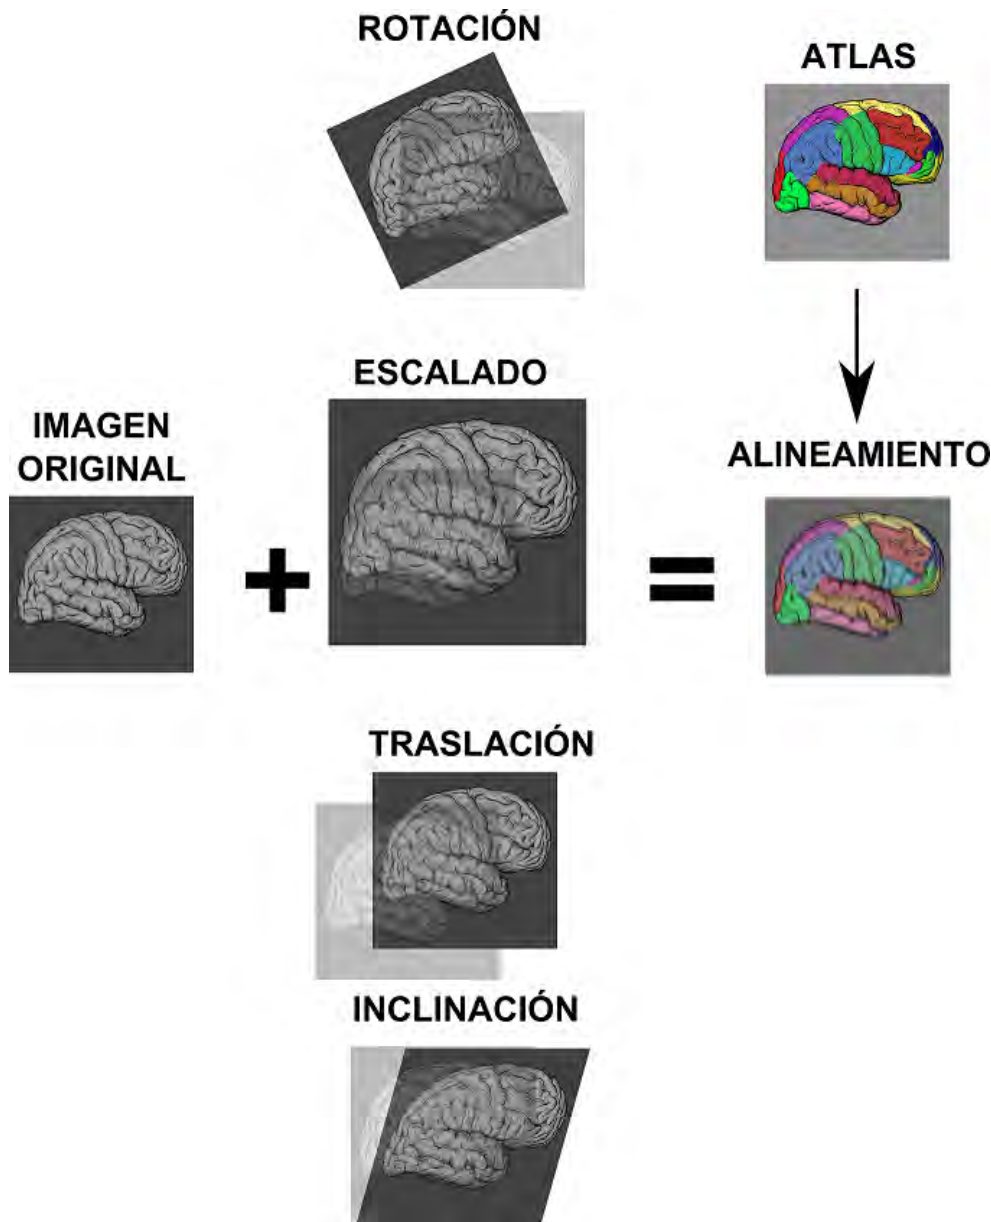 ROTACIÓN
ATLAS
ESCALADO
IMAGEN
ORIGINAL
ALINEAMIENTO
TRASLACIÓN
INCLINACIÓN